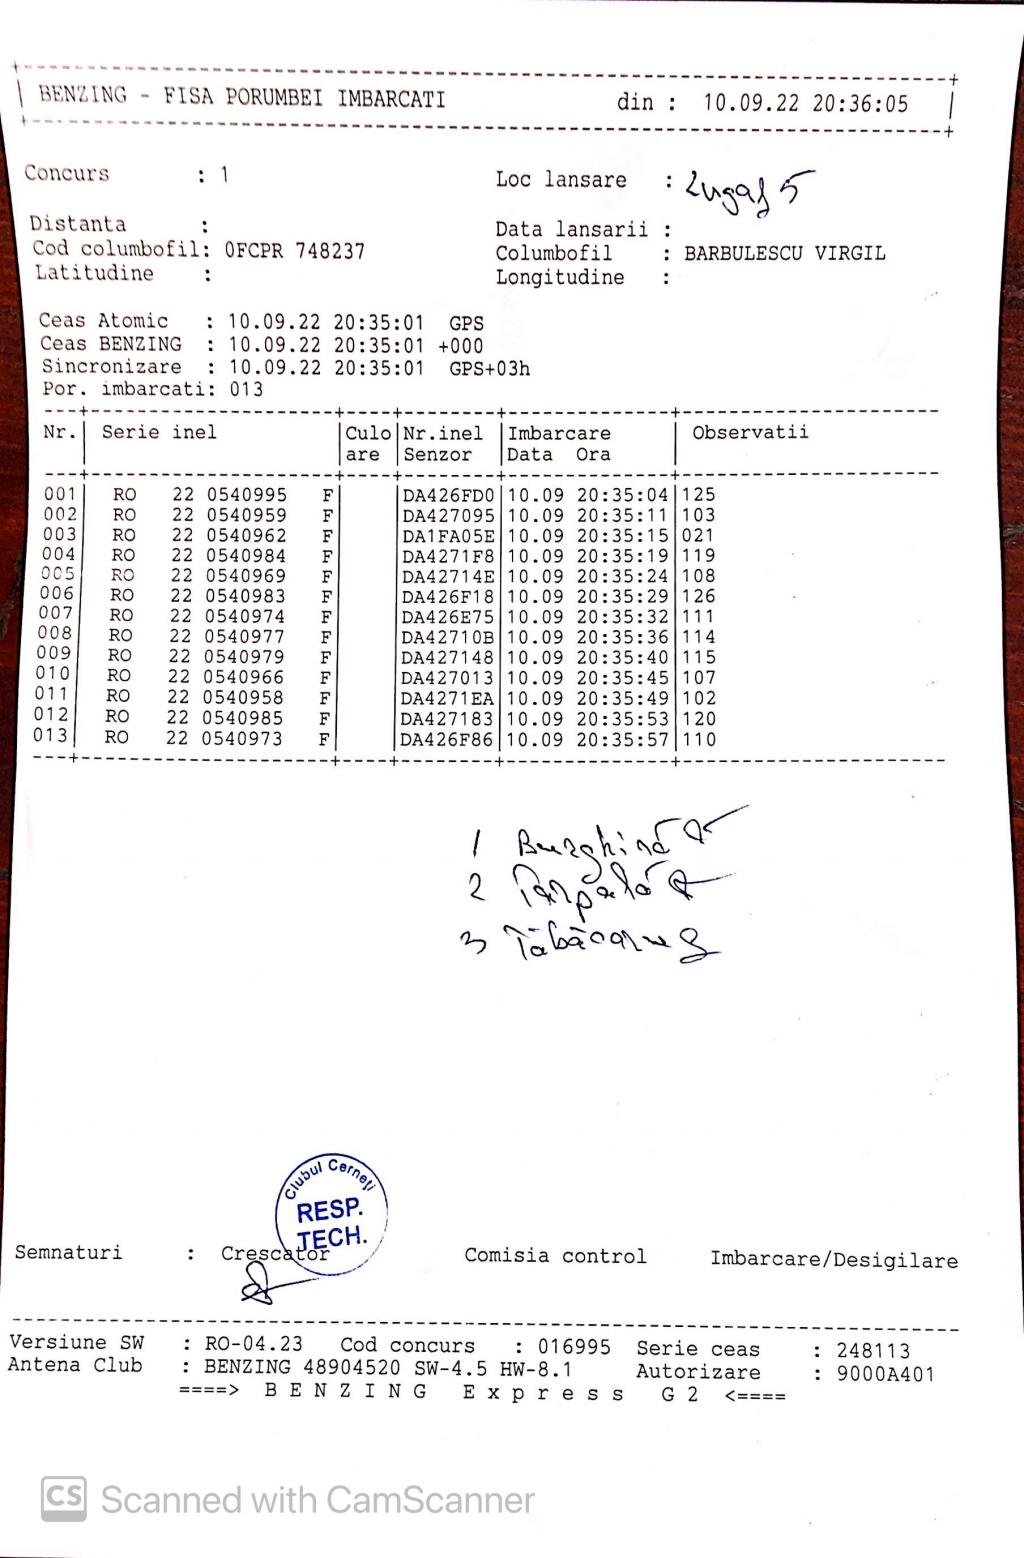 BENZING - FISA PORUMBEI IMBARCATI din : 10.09.22 20:36:05
Concurs : 1 Loc lansare : Lugoj 5
Distanta : Data lansarii :
Cod columbofil: 0FCPR 748237 Columbofil : BARBULESCU VIRGIL
Latitudine : Longitudine :
Ceas Atomic : 10.09.22 20:35:01 GPS
Ceas BENZING : 10.09.22 20:35:01 +000
Sincronizare : 10.09.22 20:35:01 GPS+03h
Por. imbarcati: 013
Nr. Serie inel Culo Nr.inel Imbarcare Observatii
are Senzor Data Ora
001 RO 22 0540995 F DA426FD0 10.09 20:35:04 125
002 RO 22 0540959 F DA427095 10.09 20:35:11 103
003 RO 22 0540962 F DA1FA05E 10.09 20:35:15 021
004 RO 22 0540984 F DA4271F8 10.09 20:35:19 119
005 RO 22 0540969 F DA42714E 10.09 20:35:24 108
006 RO 22 0540983 F DA426F18 10.09 20:35:29 126
007 RO 22 0540974 F DA426E75 10.09 20:35:32 111
008 RO 22 0540977 F DA42710B 10.09 20:35:36 114
009 RO 22 0540979 F DA427148 10.09 20:35:40 115
010 RO 22 0540966 F DA427013 10.09 20:35:45 107
011 RO 22 0540958 F DA4271EA 10.09 20:35:49 102
012 RO 22 0540985 F DA427183 10.09 20:35:53 120
013 RO 22 0540973 F DA426F86 10.09 20:35:57 110
1 Burghină
2
3
Clubul Cerneți
RESP.
TECH.
Semnaturi : Crescator Comisia control Imbarcare/Desigilare
Versiune SW : RO-04.23 Cod concurs : 016995 Serie ceas : 248113
Antena Club : BENZING 48904520 SW-4.5 HW-8.1 Autorizare : 9000A401
====> B E N Z I N G E x p r e s s G 2 <====
CS Scanned with CamScanner